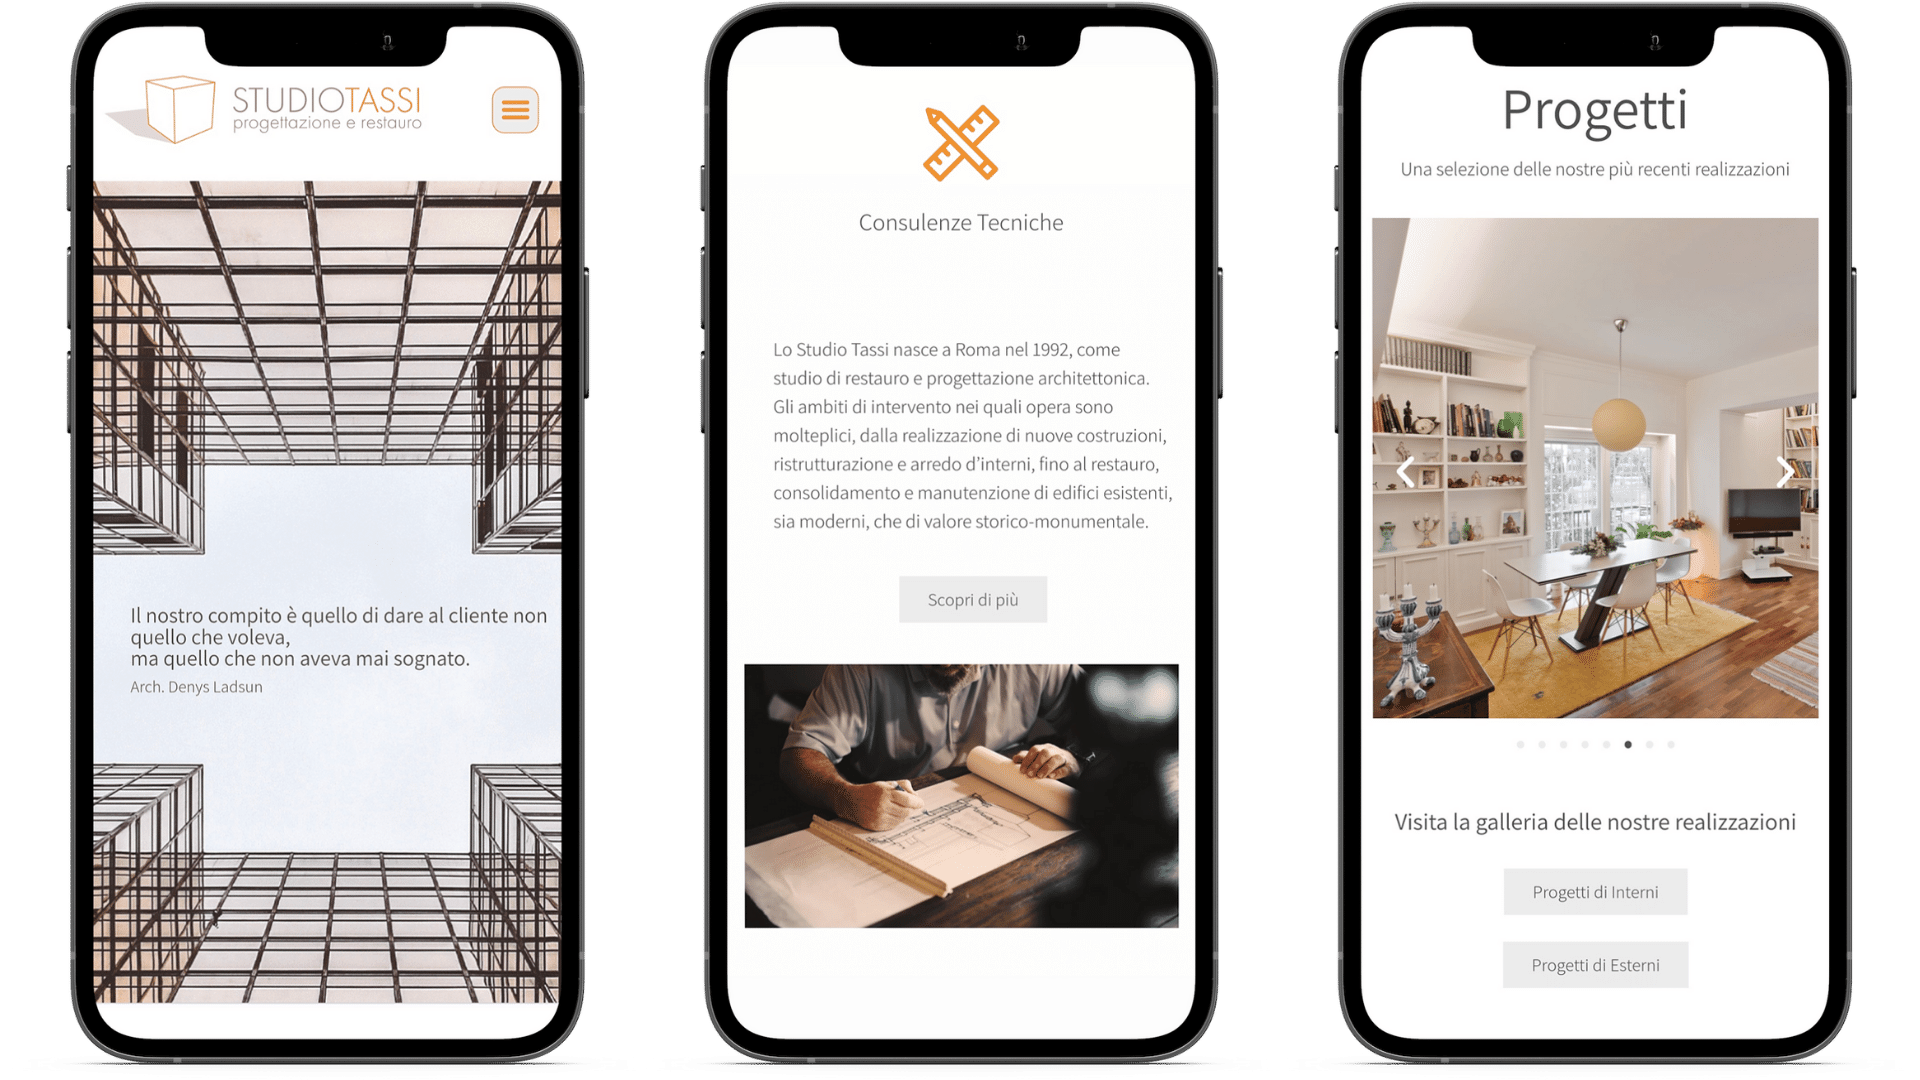 STUDIOTASSI
progettazione e restauro
Il nostro compito è quello di dare al cliente non
quello che voleva,
ma quello che non aveva mai sognato.
Arch. Denys Ladsun
Consulenze Tecniche
Lo Studio Tassi nasce a Roma nel 1992, come
studio di restauro e progettazione architettonica.
Gli ambiti di intervento nei quali opera sono
molteplici, dalla realizzazione di nuove costruzioni,
ristrutturazione e arredo d’interni, fino al restauro,
consolidamento e manutenzione di edifici esistenti,
sia moderni, che di valore storico-monumentale.
Scopri di più
Progetti
Una selezione delle nostre più recenti realizzazioni
Visita la galleria delle nostre realizzazioni
Progetti di Interni
Progetti di Esterni